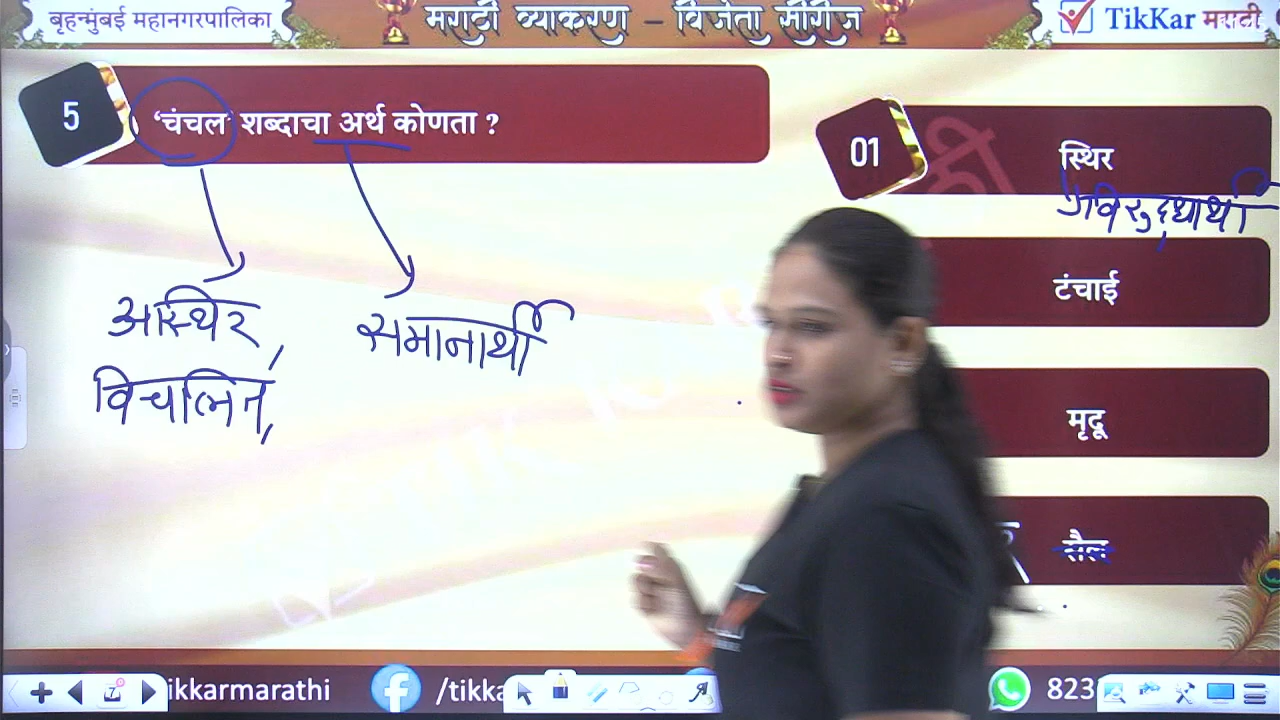 बृहन्मुंबई महानगरपालिका
मराठी व्याकरण – विजेता सीरीज
TikKar मराठी
5
'चंचल' शब्दाचा अर्थ कोणता ?
अस्थिर,
विचलित,
समानार्थी
01
स्थिर
विरुद्धार्थी
टंचाई
मृदू
सैल
ikkarmarathi
/tikka
823